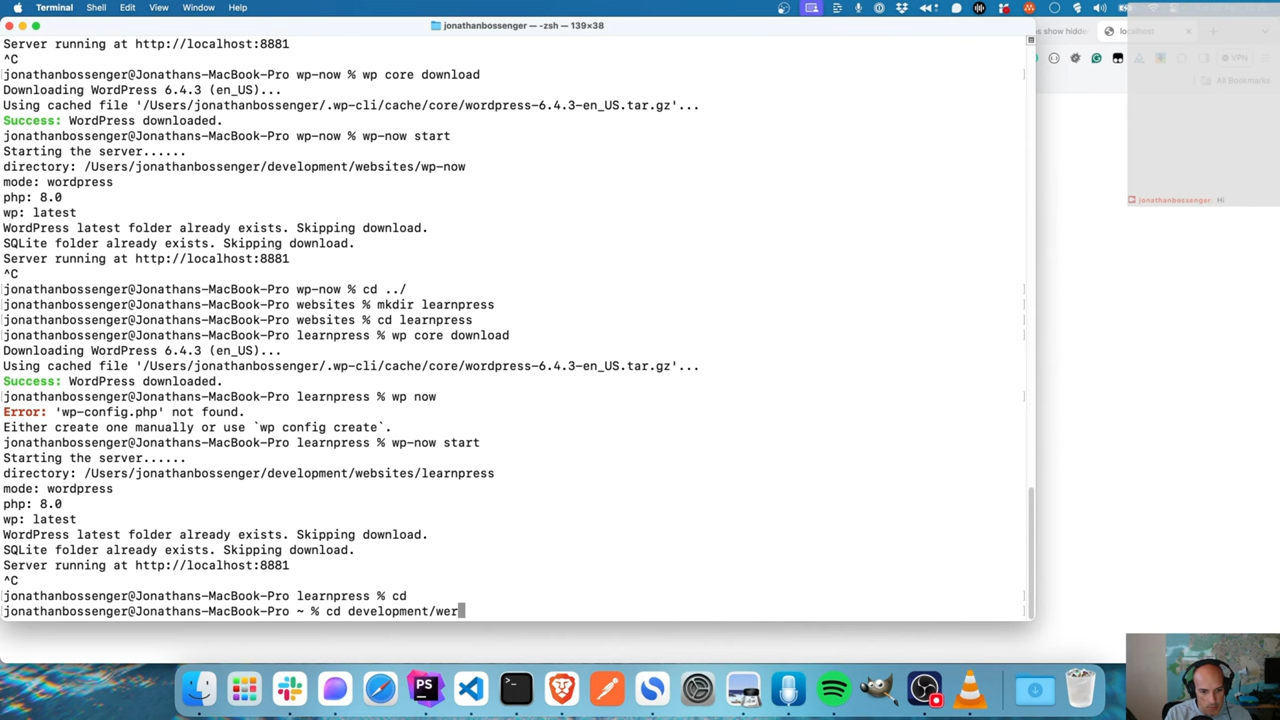 Shell Edit View Window Help
jonathanbossenger — -zsh — 139×38
s show hidde
localhost
VPN
All Bookmarks
Server running at http://localhost:8881
^C
jonathanbossenger@Jonathans-MacBook-Pro wp-now % wp core download
Downloading WordPress 6.4.3 (en_US)...
Using cached file '/Users/jonathanbossenger/.wp-cli/cache/core/wordpress-6.4.3-en_US.tar.gz'...
Success: WordPress downloaded.
jonathanbossenger@Jonathans-MacBook-Pro wp-now % wp-now start
Starting the server......
directory: /Users/jonathanbossenger/development/websites/wp-now
mode: wordpress
php: 8.0
wp: latest
jonathanbossenger: Hi
WordPress latest folder already exists. Skipping download.
SQLite folder already exists. Skipping download.
Server running at http://localhost:8881
^C
jonathanbossenger@Jonathans-MacBook-Pro wp-now % cd ../
jonathanbossenger@Jonathans-MacBook-Pro websites % mkdir learnpress
jonathanbossenger@Jonathans-MacBook-Pro websites % cd learnpress
jonathanbossenger@Jonathans-MacBook-Pro learnpress % wp core download
Downloading WordPress 6.4.3 (en_US)...
Using cached file '/Users/jonathanbossenger/.wp-cli/cache/core/wordpress-6.4.3-en_US.tar.gz'...
Success: WordPress downloaded.
jonathanbossenger@Jonathans-MacBook-Pro learnpress % wp now
Error: 'wp-config.php' not found.
Either create one manually or use `wp config create`.
jonathanbossenger@Jonathans-MacBook-Pro learnpress % wp-now start
Starting the server......
directory: /Users/jonathanbossenger/development/websites/learnpress
mode: wordpress
php: 8.0
wp: latest
WordPress latest folder already exists. Skipping download.
SQLite folder already exists. Skipping download.
Server running at http://localhost:8881
^C
jonathanbossenger@Jonathans-MacBook-Pro learnpress % cd
jonathanbossenger@Jonathans-MacBook-Pro ~ % cd development/wer
PS